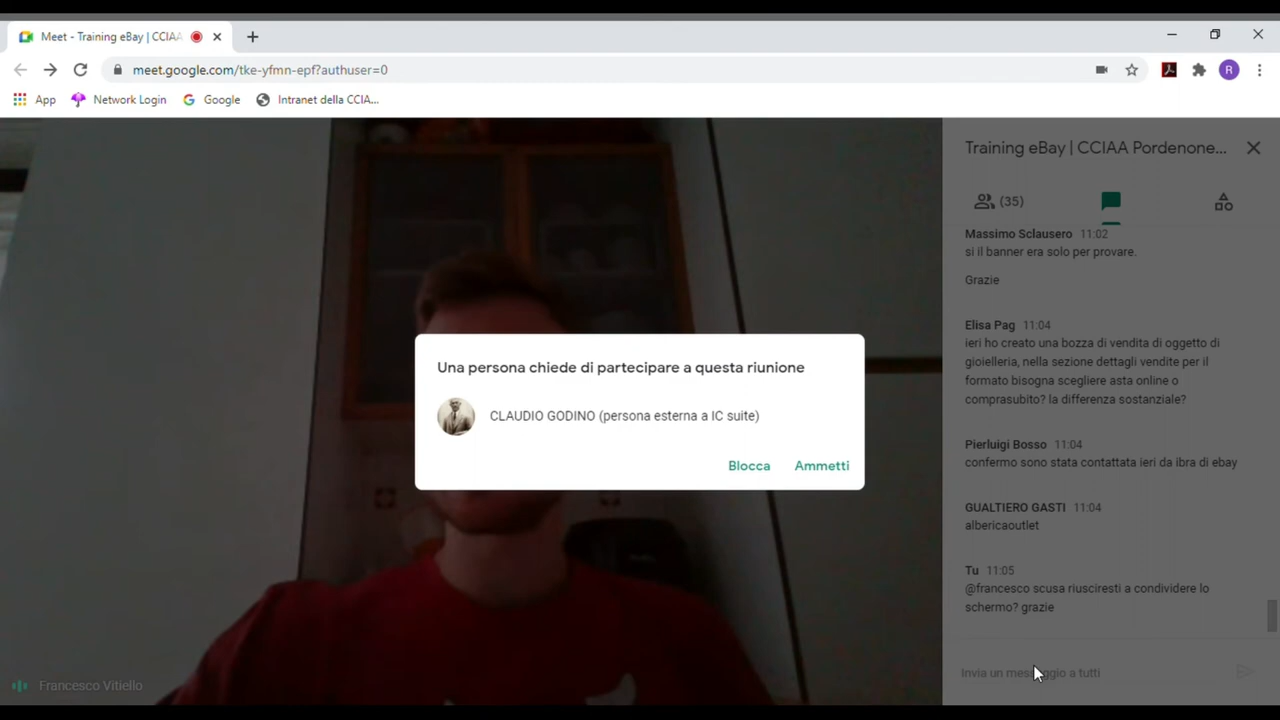 Meet - Training eBay | CCIAA
meet.google.com/tke-yfmn-epf?authuser=0
R
App
Network Login
Google
Intranet della CCIA...
Training eBay | CCIAA Pordenone...
(35)
Massimo Sclausero 11:02
si il banner era solo per provare.
Grazie
Elisa Pag 11:04
ieri ho creato una bozza di vendita di oggetto di
gioielleria, nella sezione dettagli vendite per il
formato bisogna scegliere asta online o
comprasubito? la differenza sostanziale?
Pierluigi Bosso 11:04
confermo sono stata contattata ieri da ibra di ebay
GUALTIERO GASTI 11:04
albericaoutlet
Tu 11:05
@francesco scusa riusciresti a condividere lo
schermo? grazie
Invia un messaggio a tutti
Una persona chiede di partecipare a questa riunione
CLAUDIO GODINO (persona esterna a IC suite)
Blocca Ammetti
Francesco Vitiello